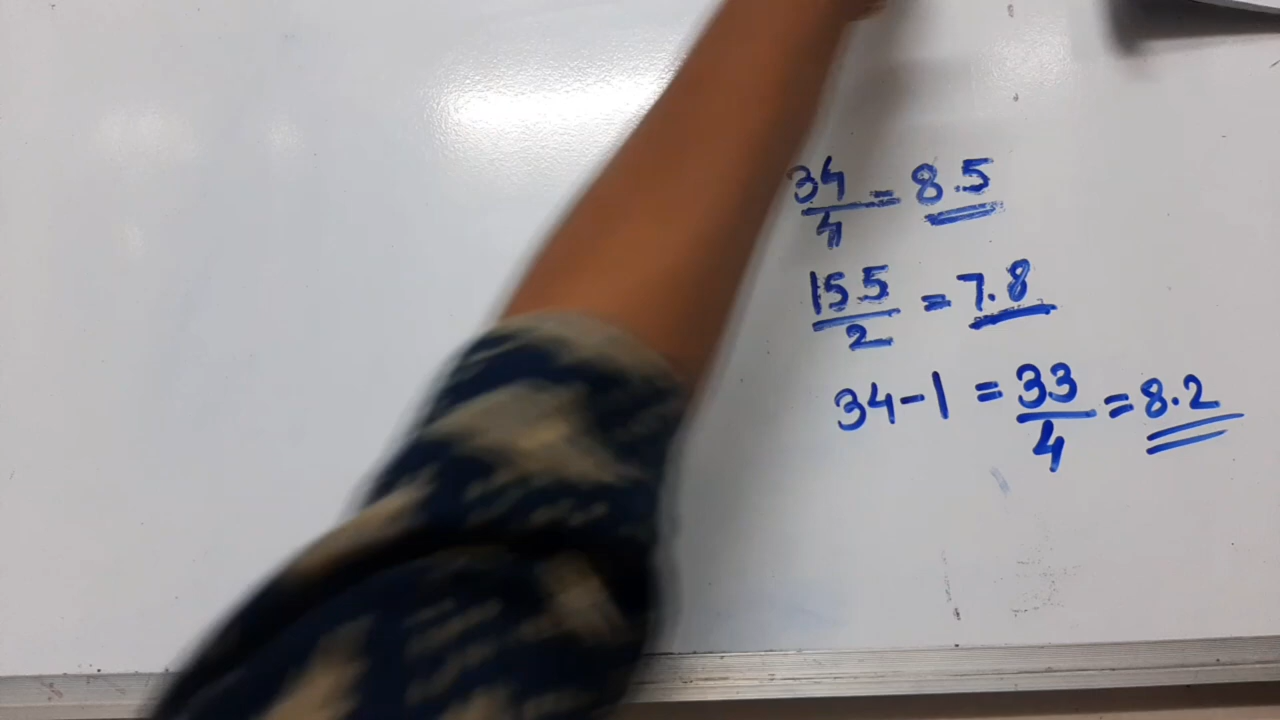 34/4 = 8.5
15.5/2 = 7.8
34-1 = 33/4 = 8.2